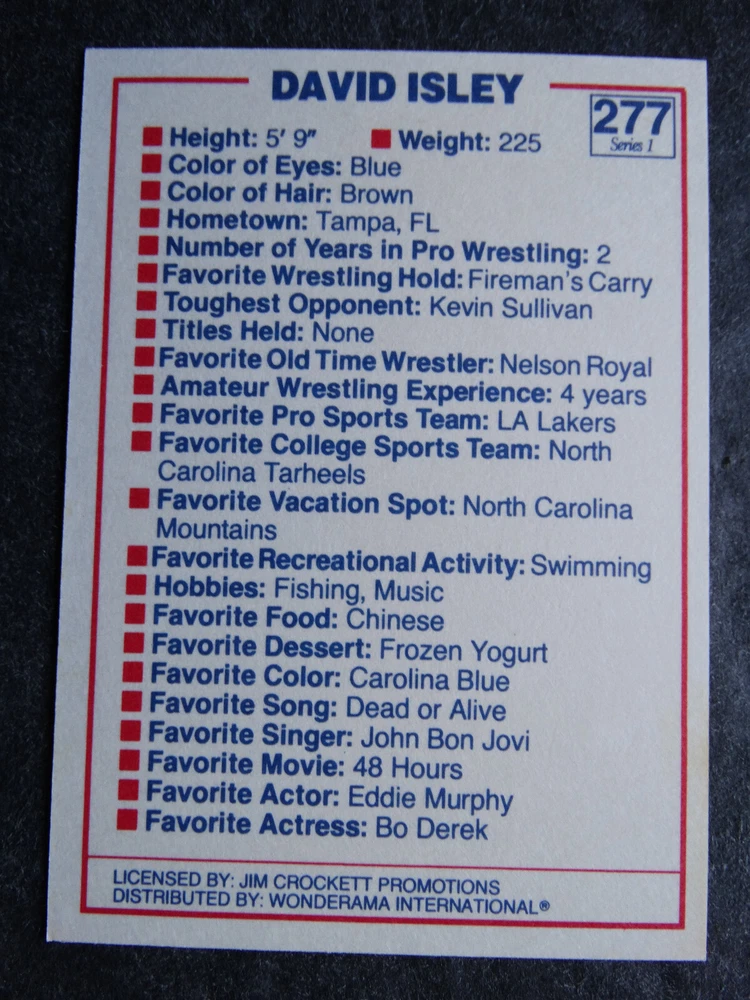 DAVID ISLEY
277
Series 1
Height: 5' 9" Weight: 225
Color of Eyes: Blue
Color of Hair: Brown
Hometown: Tampa, FL
Number of Years in Pro Wrestling: 2
Favorite Wrestling Hold: Fireman's Carry
Toughest Opponent: Kevin Sullivan
Titles Held: None
Favorite Old Time Wrestler: Nelson Royal
Amateur Wrestling Experience: 4 years
Favorite Pro Sports Team: LA Lakers
Favorite College Sports Team: North
Carolina Tarheels
Favorite Vacation Spot: North Carolina
Mountains
Favorite Recreational Activity: Swimming
Hobbies: Fishing, Music
Favorite Food: Chinese
Favorite Dessert: Frozen Yogurt
Favorite Color: Carolina Blue
Favorite Song: Dead or Alive
Favorite Singer: John Bon Jovi
Favorite Movie: 48 Hours
Favorite Actor: Eddie Murphy
Favorite Actress: Bo Derek
LICENSED BY: JIM CROCKETT PROMOTIONS
DISTRIBUTED BY: WONDERAMA INTERNATIONAL®